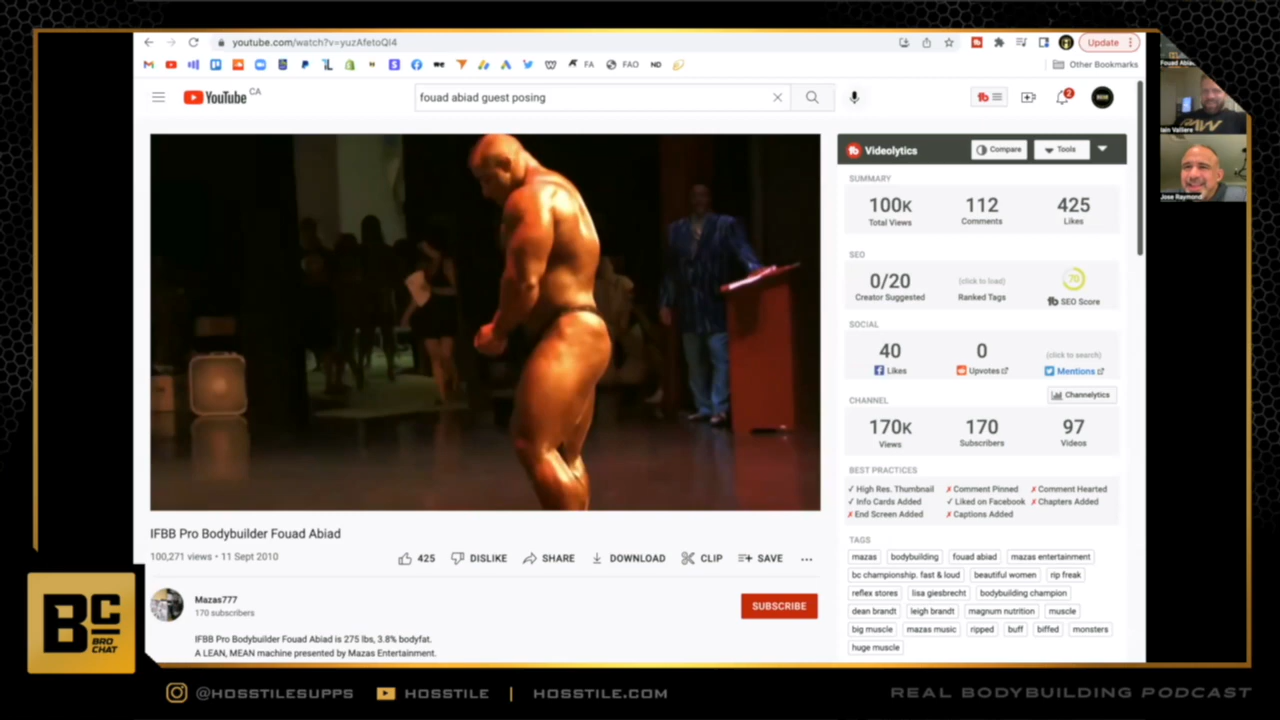 youtube.com/watch?v=yuzAfetoQI4
Update
FA
FAO
ND
Other Bookmarks
YouTube CA
fouad abiad guest posing
2
Fouad Abiad
Iain Valliere
Jose Raymond
Videolytics
Compare
Tools
SUMMARY
100K
112
425
Total Views
Comments
Likes
SEO
0/20
(click to load)
70
Creator Suggested
Ranked Tags
SEO Score
SOCIAL
40
0
(click to search)
Likes
Upvotes
Mentions
CHANNEL
Channelytics
170K
170
97
Views
Subscribers
Videos
BEST PRACTICES
✓ High Res. Thumbnail ✗ Comment Pinned ✗ Comment Hearted
✓ Info Cards Added ✓ Liked on Facebook ✗ Chapters Added
✗ End Screen Added ✗ Captions Added
TAGS
mazas bodybuilding fouad abiad mazas entertainment
bc championship. fast & loud beautiful women rip freak
reflex stores lisa giesbrecht bodybuilding champion
dean brandt leigh brandt magnum nutrition muscle
big muscle mazas music ripped buff biffed monsters
huge muscle
IFBB Pro Bodybuilder Fouad Abiad
100,271 views • 11 Sept 2010
425 DISLIKE SHARE DOWNLOAD CLIP SAVE
Mazas777
170 subscribers
SUBSCRIBE
IFBB Pro Bodybuilder Fouad Abiad is 275 lbs, 3.8% bodyfat.
A LEAN, MEAN machine presented by Mazas Entertainment.
BC
BRO
CHAT
@HOSSTILESUPPS HOSSTILE | HOSSTILE.COM
REAL BODYBUILDING PODCAST